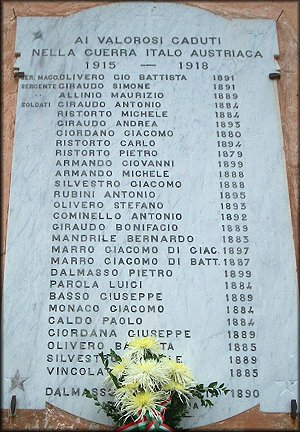 AI VALOROSI CADUTI
NELLA GUERRA ITALO AUSTRIACA
1915 — 1918
SER. MAGG. OLIVERO GIO BATTISTA 1891
SERGENTE GIRAUDO SIMONE 1891
ALLINIO MAURIZIO 1889
SOLDATI GIRAUDO ANTONIO 1884
RISTORTO MICHELE 1884
GIRAUDO ANDREA 1893
GIORDANO GIACOMO 1880
RISTORTO CARLO 1894
RISTORTO PIETRO 1879
ARMANDO GIOVANNI 1899
ARMANDO MICHELE 1888
SILVESTRO GIACOMO 1888
RUBINI ANTONIO 1895
OLIVERO STEFANO 1893
COMINELLO ANTONIO 1892
GIRAUDO BONIFACIO 1889
MANDRILE BERNARDO 1883
MARRO GIACOMO DI GIAC. 1897
MARRO GIACOMO DI BATT. 1887
DALMASSO PIETRO 1899
PAROLA LUIGI 1884
BASSO GIUSEPPE 1889
MONACO GIACOMO 1884
CALDO PAOLO 1884
GIORDANA GIUSEPPE 1889
OLIVERO 1885
1889
1885
DALMASSO 1890